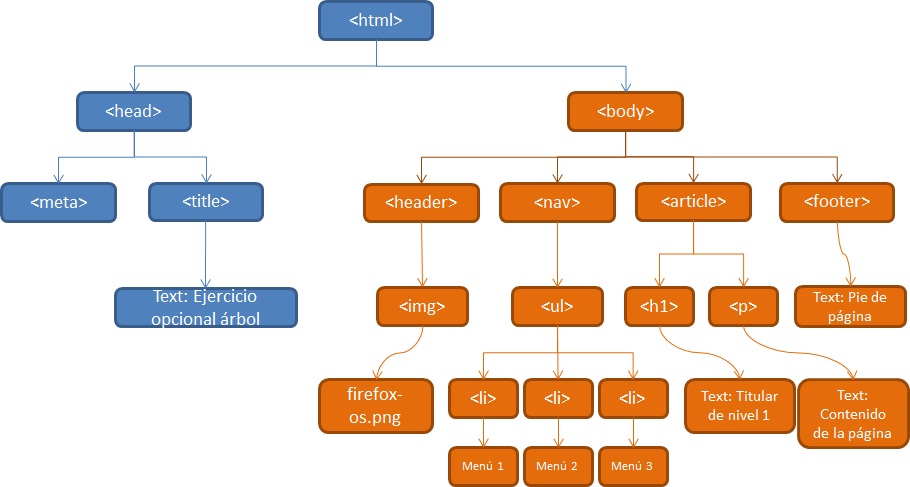 <html>
<head>
<body>
<meta>
<title>
<header>
<nav>
<article>
<footer>
Text: Ejercicio
opcional árbol
<img>
<ul>
<h1>
<p>
Text: Pie de
página
firefox-
os.png
<li>
<li>
<li>
Text: Titular
de nivel 1
Text:
Contenido
de la página
Menú 1
Menú 2
Menú 3